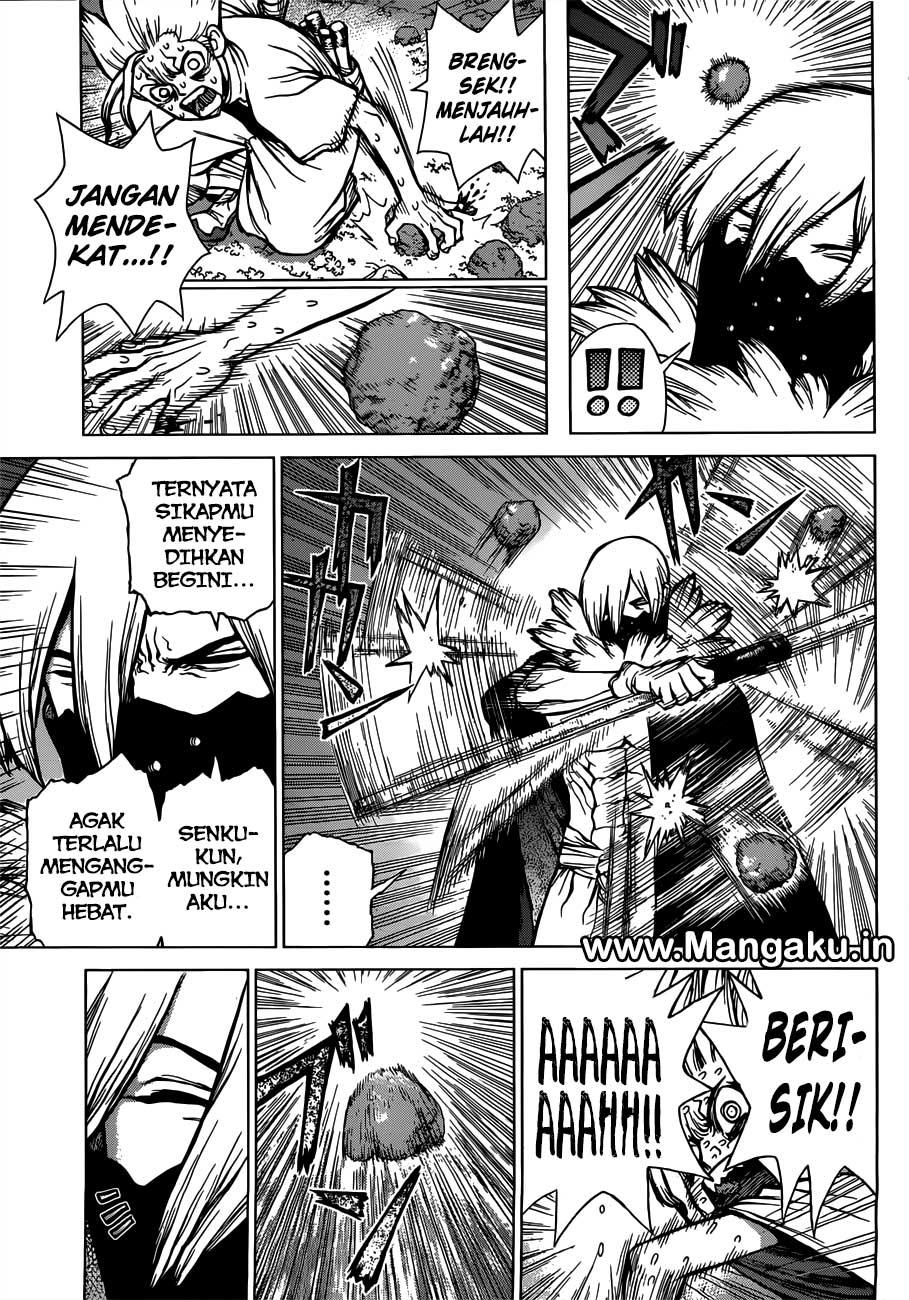 !!
BRENG-
SEK!!
MENJAUH-
LAH!!
JANGAN
MENDE-
KAT...!!
......
TERNYATA
SIKAPMU
MENYE-
DIHKAN
BEGINI...
SENKU-
KUN,
MUNGKIN
AKU...
AGAK
TERLALU
MENGANG-
GAPMU
HEBAT.
www.Mangaku.in
BERI-
SIK!!
AAAAAA
AAAHH!!